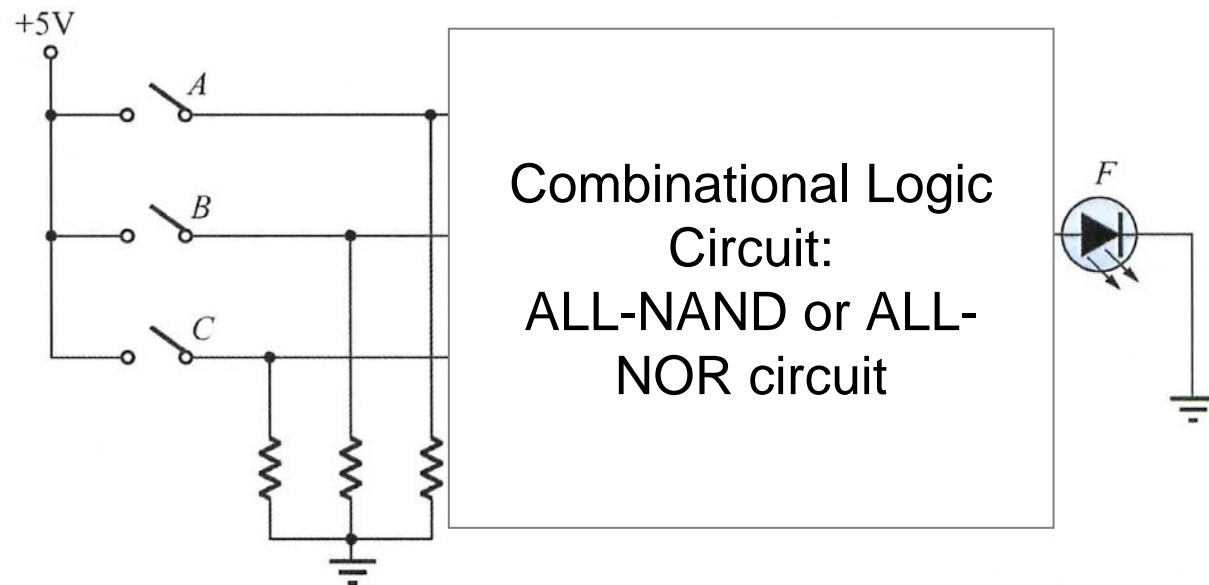 +5V
A
B
C
Combinational Logic
Circuit:
ALL-NAND or ALL-
NOR circuit
F